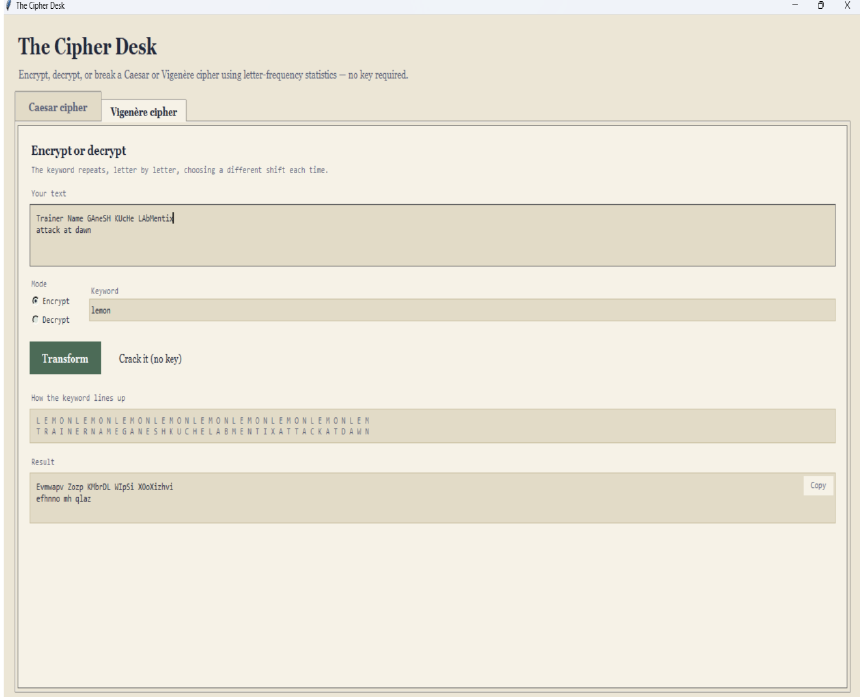 The Cipher Desk
The Cipher Desk
Encrypt, decrypt, or break a Caesar or Vigenère cipher using letter-frequency statistics — no key required.
Caesar cipher
Vigenère cipher
Encrypt or decrypt
The keyword repeats, letter by letter, choosing a different shift each time.
Your text
Trainer Name GAneSH KUcHe LAbMentix
attack at dawn
Mode
Keyword
Encrypt
lemon
Decrypt
Transform
Crack it (no key)
How the keyword lines up
L E M O N L E M O N L E M O N L E M O N L E M O N L E M O N L E M O N L E M O N L E M
T R A I N E R N A M E G A N E S H K U C H E L A B M E N T I X A T T A C K A T D A W N
Result
Copy
Evmwapv Zozp KMbrDL WIpSi XOoXizhvi
efhnno mh qlaz